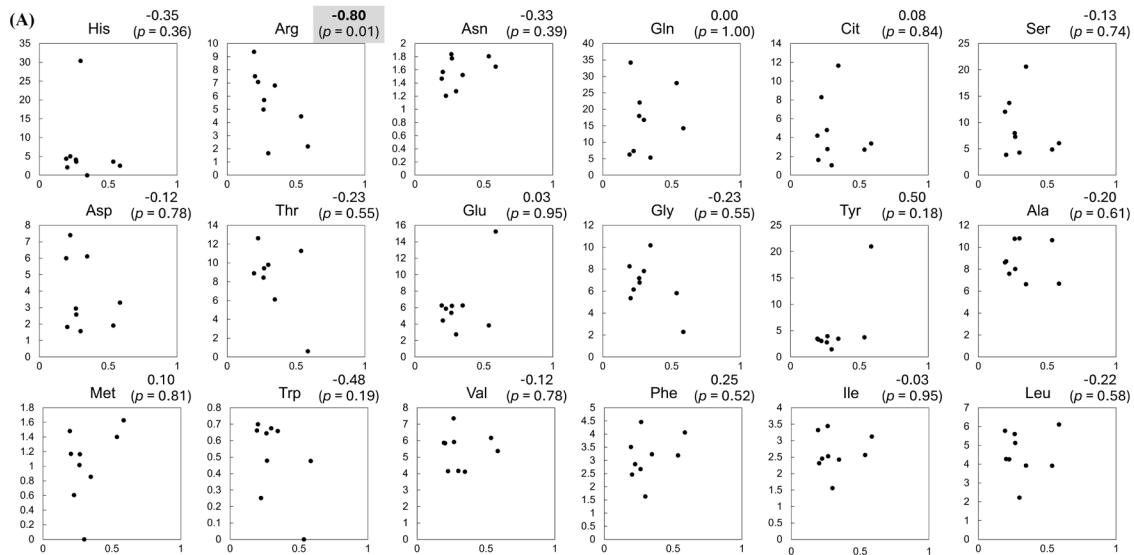 (A)
His -0.35
(p = 0.36)
35
30
25
20
15
10
5
0
0 0.5 1
Arg -0.80
(p = 0.01)
10
9
8
7
6
5
4
3
2
1
0
0 0.5 1
Asn -0.33
(p = 0.39)
2
1.8
1.6
1.4
1.2
1
0.8
0.6
0.4
0.2
0
0 0.5 1
Gln 0.00
(p = 1.00)
40
35
30
25
20
15
10
5
0
0 0.5 1
Cit 0.08
(p = 0.84)
14
12
10
8
6
4
2
0
0 0.5 1
Ser -0.13
(p = 0.74)
25
20
15
10
5
0
0 0.5 1
Asp -0.12
(p = 0.78)
8
7
6
5
4
3
2
1
0
0 0.5 1
Thr -0.23
(p = 0.55)
14
12
10
8
6
4
2
0
0 0.5 1
Glu 0.03
(p = 0.95)
16
14
12
10
8
6
4
2
0
0 0.5 1
Gly -0.23
(p = 0.55)
12
10
8
6
4
2
0
0 0.5 1
Tyr 0.50
(p = 0.18)
25
20
15
10
5
0
0 0.5 1
Ala -0.20
(p = 0.61)
12
10
8
6
4
2
0
0 0.5 1
Met 0.10
(p = 0.81)
1.8
1.6
1.4
1.2
1
0.8
0.6
0.4
0.2
0
0 0.5 1
Trp -0.48
(p = 0.19)
0.8
0.7
0.6
0.5
0.4
0.3
0.2
0.1
0
0 0.5 1
Val -0.12
(p = 0.78)
8
7
6
5
4
3
2
1
0
0 0.5 1
Phe 0.25
(p = 0.52)
5
4.5
4
3.5
3
2.5
2
1.5
1
0.5
0
0 0.5 1
Ile -0.03
(p = 0.95)
4
3.5
3
2.5
2
1.5
1
0.5
0
0 0.5 1
Leu -0.22
(p = 0.58)
7
6
5
4
3
2
1
0
0 0.5 1